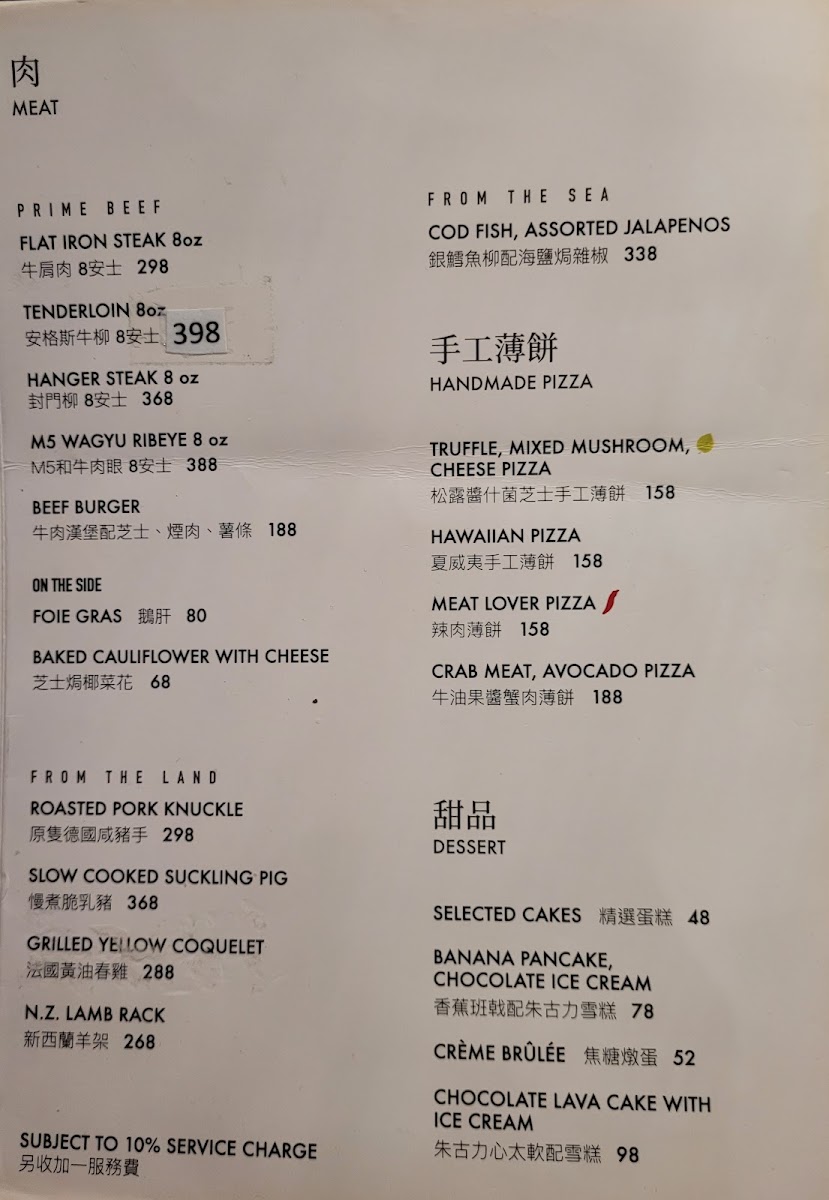 肉
MEAT
PRIME BEEF
FLAT IRON STEAK 8oz
牛肩肉 8安士 298
TENDERLOIN 8oz
安格斯牛柳 8安士 398
HANGER STEAK 8 oz
封門柳 8安士 368
M5 WAGYU RIBEYE 8 oz
M5和牛肉眼 8安士 388
BEEF BURGER
牛肉漢堡配芝士、煙肉、薯條 188
ON THE SIDE
FOIE GRAS 鵝肝 80
BAKED CAULIFLOWER WITH CHEESE
芝士焗椰菜花 68
FROM THE LAND
ROASTED PORK KNUCKLE
原隻德國咸豬手 298
SLOW COOKED SUCKLING PIG
慢煮脆乳豬 368
GRILLED YELLOW COQUELET
法國黃油春雞 288
N.Z. LAMB RACK
新西蘭羊架 268
SUBJECT TO 10% SERVICE CHARGE
另收加一服務費
FROM THE SEA
COD FISH, ASSORTED JALAPENOS
銀鱈魚柳配海鹽焗雜椒 338
手工薄餅
HANDMADE PIZZA
TRUFFLE, MIXED MUSHROOM,
CHEESE PIZZA
松露醬什菌芝士手工薄餅 158
HAWAIIAN PIZZA
夏威夷手工薄餅 158
MEAT LOVER PIZZA
辣肉薄餅 158
CRAB MEAT, AVOCADO PIZZA
牛油果醬蟹肉薄餅 188
甜品
DESSERT
SELECTED CAKES 精選蛋糕 48
BANANA PANCAKE,
CHOCOLATE ICE CREAM
香蕉班戟配朱古力雪糕 78
CRÈME BRÛLÉE 焦糖燉蛋 52
CHOCOLATE LAVA CAKE WITH
ICE CREAM
朱古力心太軟配雪糕 98